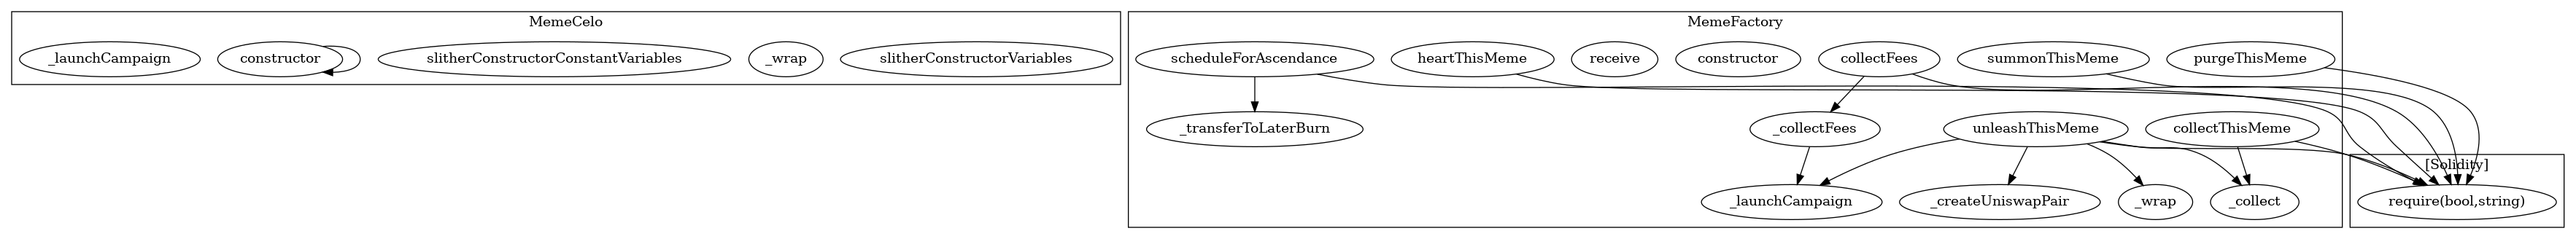 MemeCelo
_launchCampaign
constructor
slitherConstructorConstantVariables
_wrap
slitherConstructorVariables
MemeFactory
scheduleForAscendance
heartThisMeme
receive
constructor
collectFees
summonThisMeme
purgeThisMeme
_transferToLaterBurn
_collectFees
unleashThisMeme
collectThisMeme
_launchCampaign
_createUniswapPair
_wrap
_collect
[Solidity]
require(bool,string)